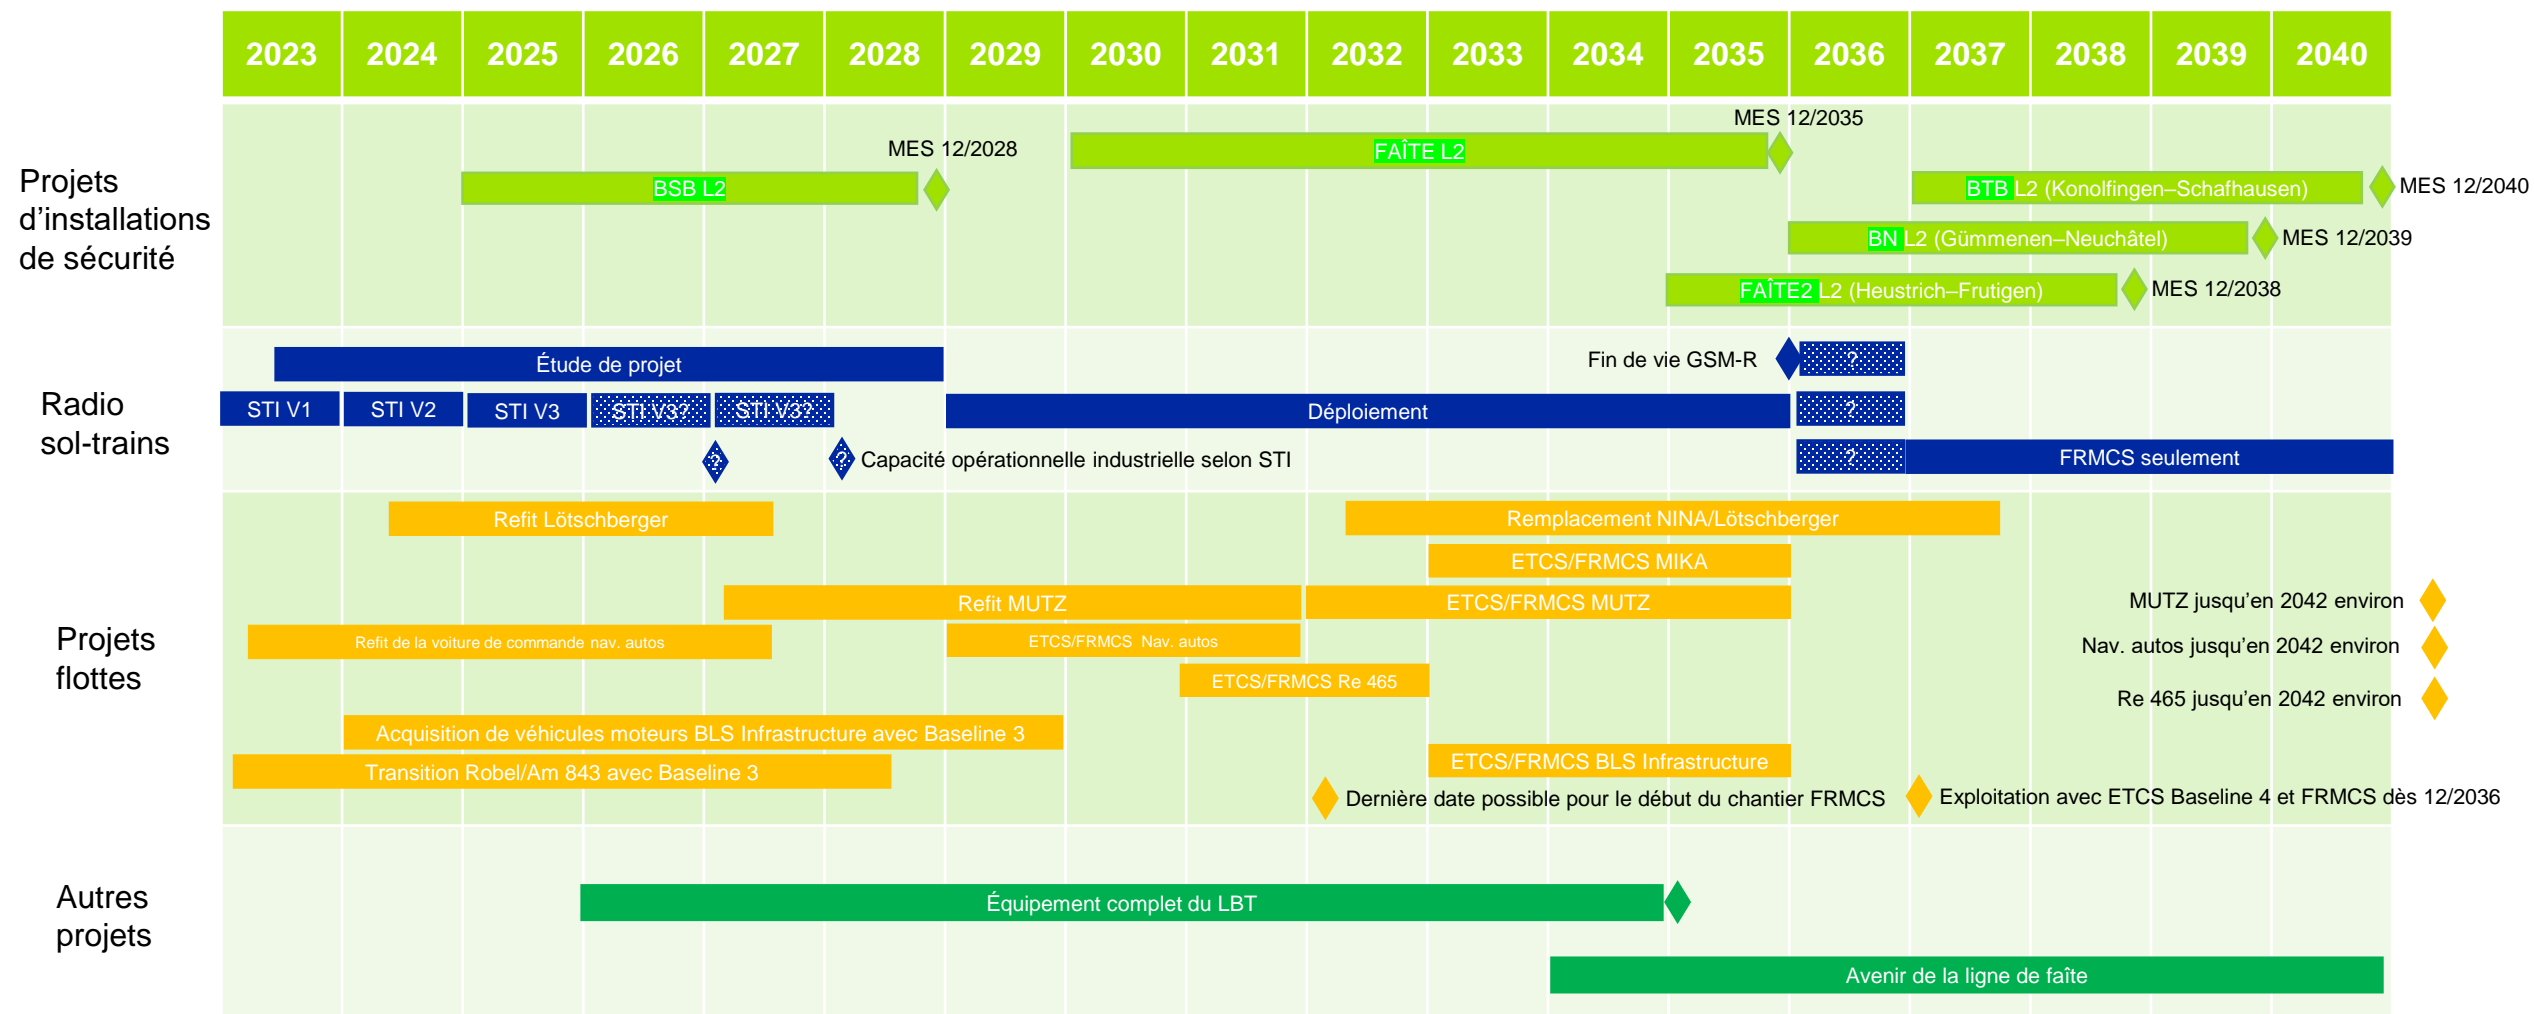 2023 2024 2025 2026 2027 2028 2029 2030 2031 2032 2033 2034 2035 2036 2037 2038 2039 2040
Projets
d’installations
de sécurité
MES 12/2035
MES 12/2028
FAÎTE L2
BSB L2
BTB L2 (Konolfingen–Schafhausen)
MES 12/2040
BN L2 (Gümmenen–Neuchâtel)
MES 12/2039
FAÎTE2 L2 (Heustrich–Frutigen)
MES 12/2038
Radio
sol-trains
Étude de projet
Fin de vie GSM-R
?
STI V1
STI V2
STI V3
STI V3?
STI V3?
Déploiement
?
?
?
Capacité opérationnelle industrielle selon STI
?
FRMCS seulement
Projets
flottes
Refit Lötschberger
Remplacement NINA/Lötschberger
ETCS/FRMCS MIKA
Refit MUTZ
ETCS/FRMCS MUTZ
MUTZ jusqu’en 2042 environ
Refit de la voiture de commande nav. autos
ETCS/FRMCS Nav. autos
Nav. autos jusqu’en 2042 environ
ETCS/FRMCS Re 465
Re 465 jusqu’en 2042 environ
Acquisition de véhicules moteurs BLS Infrastructure avec Baseline 3
Transition Robel/Am 843 avec Baseline 3
ETCS/FRMCS BLS Infrastructure
Dernière date possible pour le début du chantier FRMCS
Exploitation avec ETCS Baseline 4 et FRMCS dès 12/2036
Autres
projets
Équipement complet du LBT
Avenir de la ligne de faîte